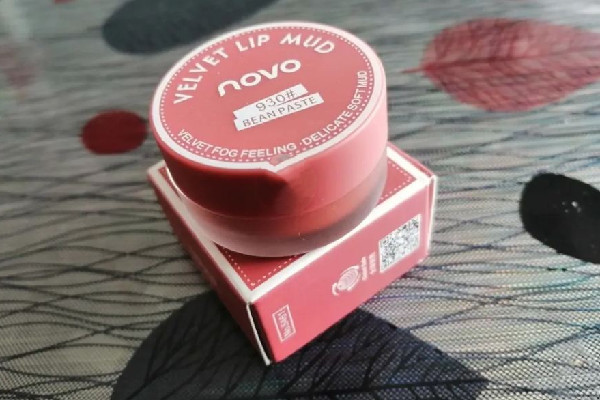 VELVET LIP MUD
novo
930#
BEAN PASTE
VELVET FOG FEELING · DELICATE SOFT MUD